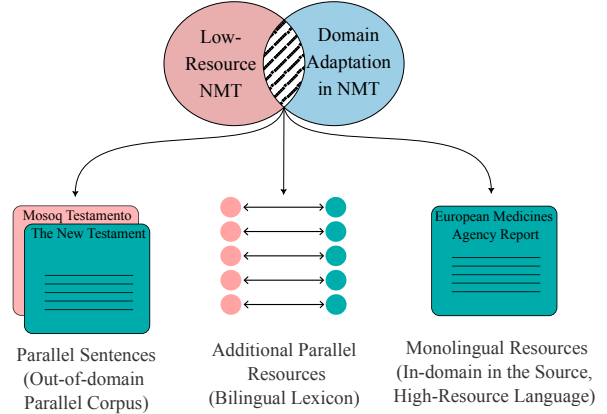 Low-
Resource
NMT
Domain
Adaptation
in NMT
Mosoq Testamento
The New Testament
European Medicines
Agency Report
Parallel Sentences
(Out-of-domain
Parallel Corpus)
Additional Parallel
Resources
(Bilingual Lexicon)
Monolingual Resources
(In-domain in the Source,
High-Resource Language)